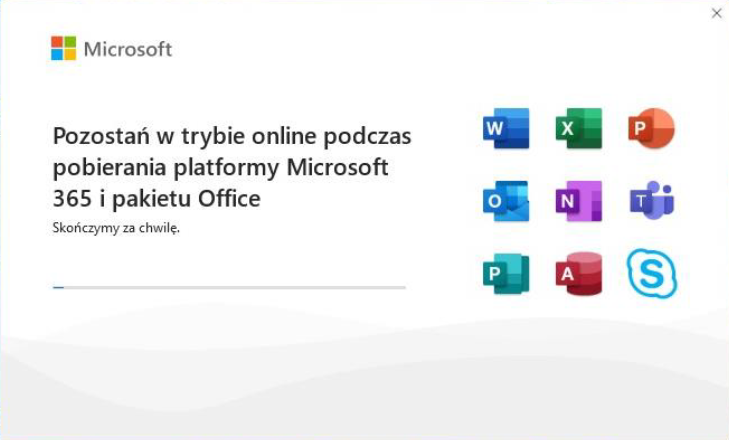 Microsoft
Pozostań w trybie online podczas
pobierania platformy Microsoft
365 i pakietu Office
Skończymy za chwilę.
W X P
O N T
P A S